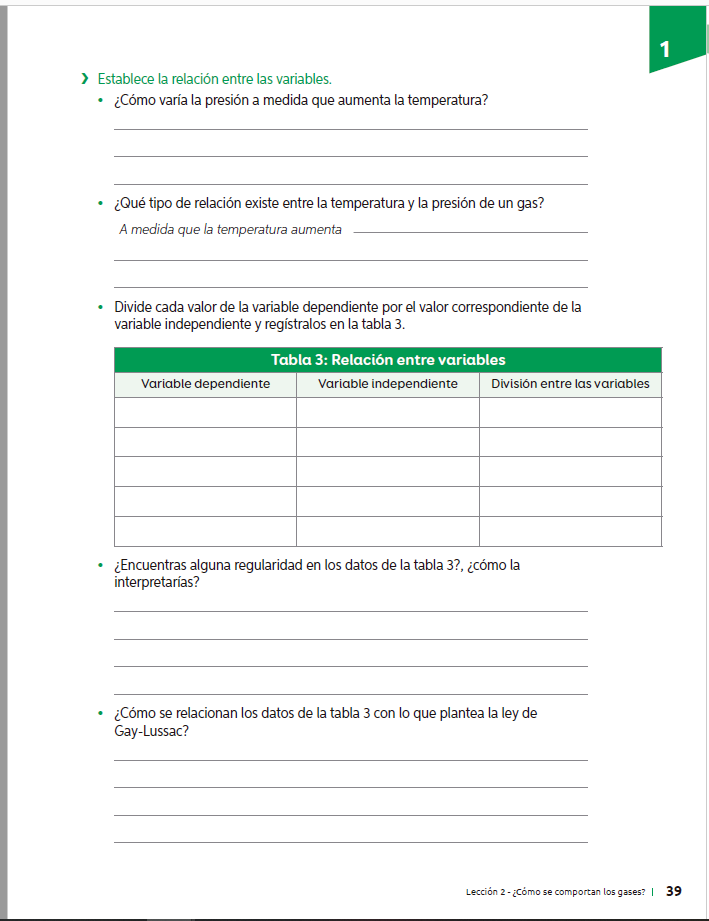 1
❯ Establece la relación entre las variables.
• ¿Cómo varía la presión a medida que aumenta la temperatura?
• ¿Qué tipo de relación existe entre la temperatura y la presión de un gas?
A medida que la temperatura aumenta
• Divide cada valor de la variable dependiente por el valor correspondiente de la
variable independiente y regístralos en la tabla 3.
Tabla 3: Relación entre variables
Variable dependiente Variable independiente División entre las variables
• ¿Encuentras alguna regularidad en los datos de la tabla 3?, ¿cómo la
interpretarías?
• ¿Cómo se relacionan los datos de la tabla 3 con lo que plantea la ley de
Gay-Lussac?
Lección 2 - ¿Cómo se comportan los gases? | 39